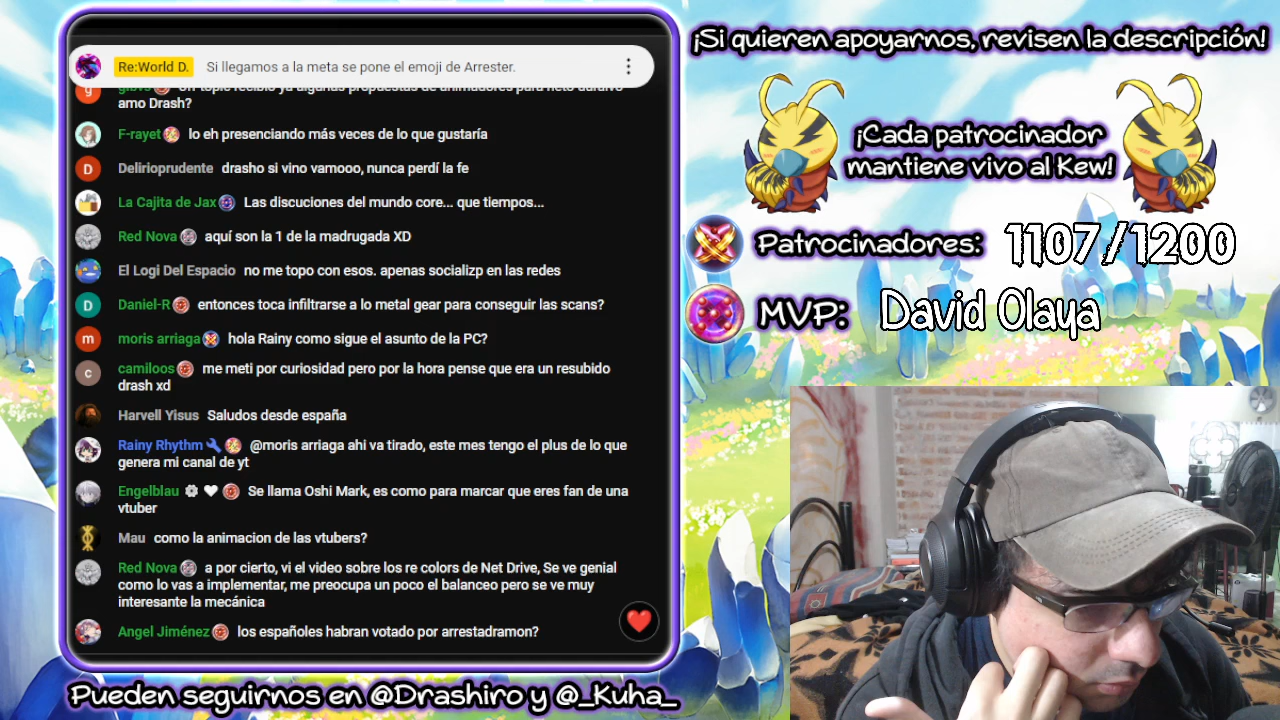 ¡Si quieren apoyarnos, revisen la descripción!
Re:World D. Si llegamos a la meta se pone el emoji de Arrester.
amo Drash?
F-rayet lo eh presenciando más veces de lo que gustaría
D Delirioprudente drasho si vino vamooo, nunca perdí la fe
La Cajita de Jax Las discuciones del mundo core... que tiempos...
Red Nova aquí son la 1 de la madrugada XD
El Logi Del Espacio no me topo con esos. apenas socializp en las redes
D Daniel-R entonces toca infiltrarse a lo metal gear para conseguir las scans?
m moris arriaga hola Rainy como sigue el asunto de la PC?
c camiloos me meti por curiosidad pero por la hora pense que era un resubido
drash xd
Harvell Yisus Saludos desde españa
Rainy Rhythm @moris arriaga ahi va tirado, este mes tengo el plus de lo que
genera mi canal de yt
Engelblau Se llama Oshi Mark, es como para marcar que eres fan de una
vtuber
Mau como la animacion de las vtubers?
Red Nova a por cierto, vi el video sobre los re colors de Net Drive, Se ve genial
como lo vas a implementar, me preocupa un poco el balanceo pero se ve muy
interesante la mecánica
Angel Jiménez los españoles habran votado por arrestadramon?
¡Cada patrocinador
mantiene vivo al Kew!
Patrocinadores: 1107/1200
MVP: David Olaya
Pueden seguirnos en @Drashiro y @_Kuha_